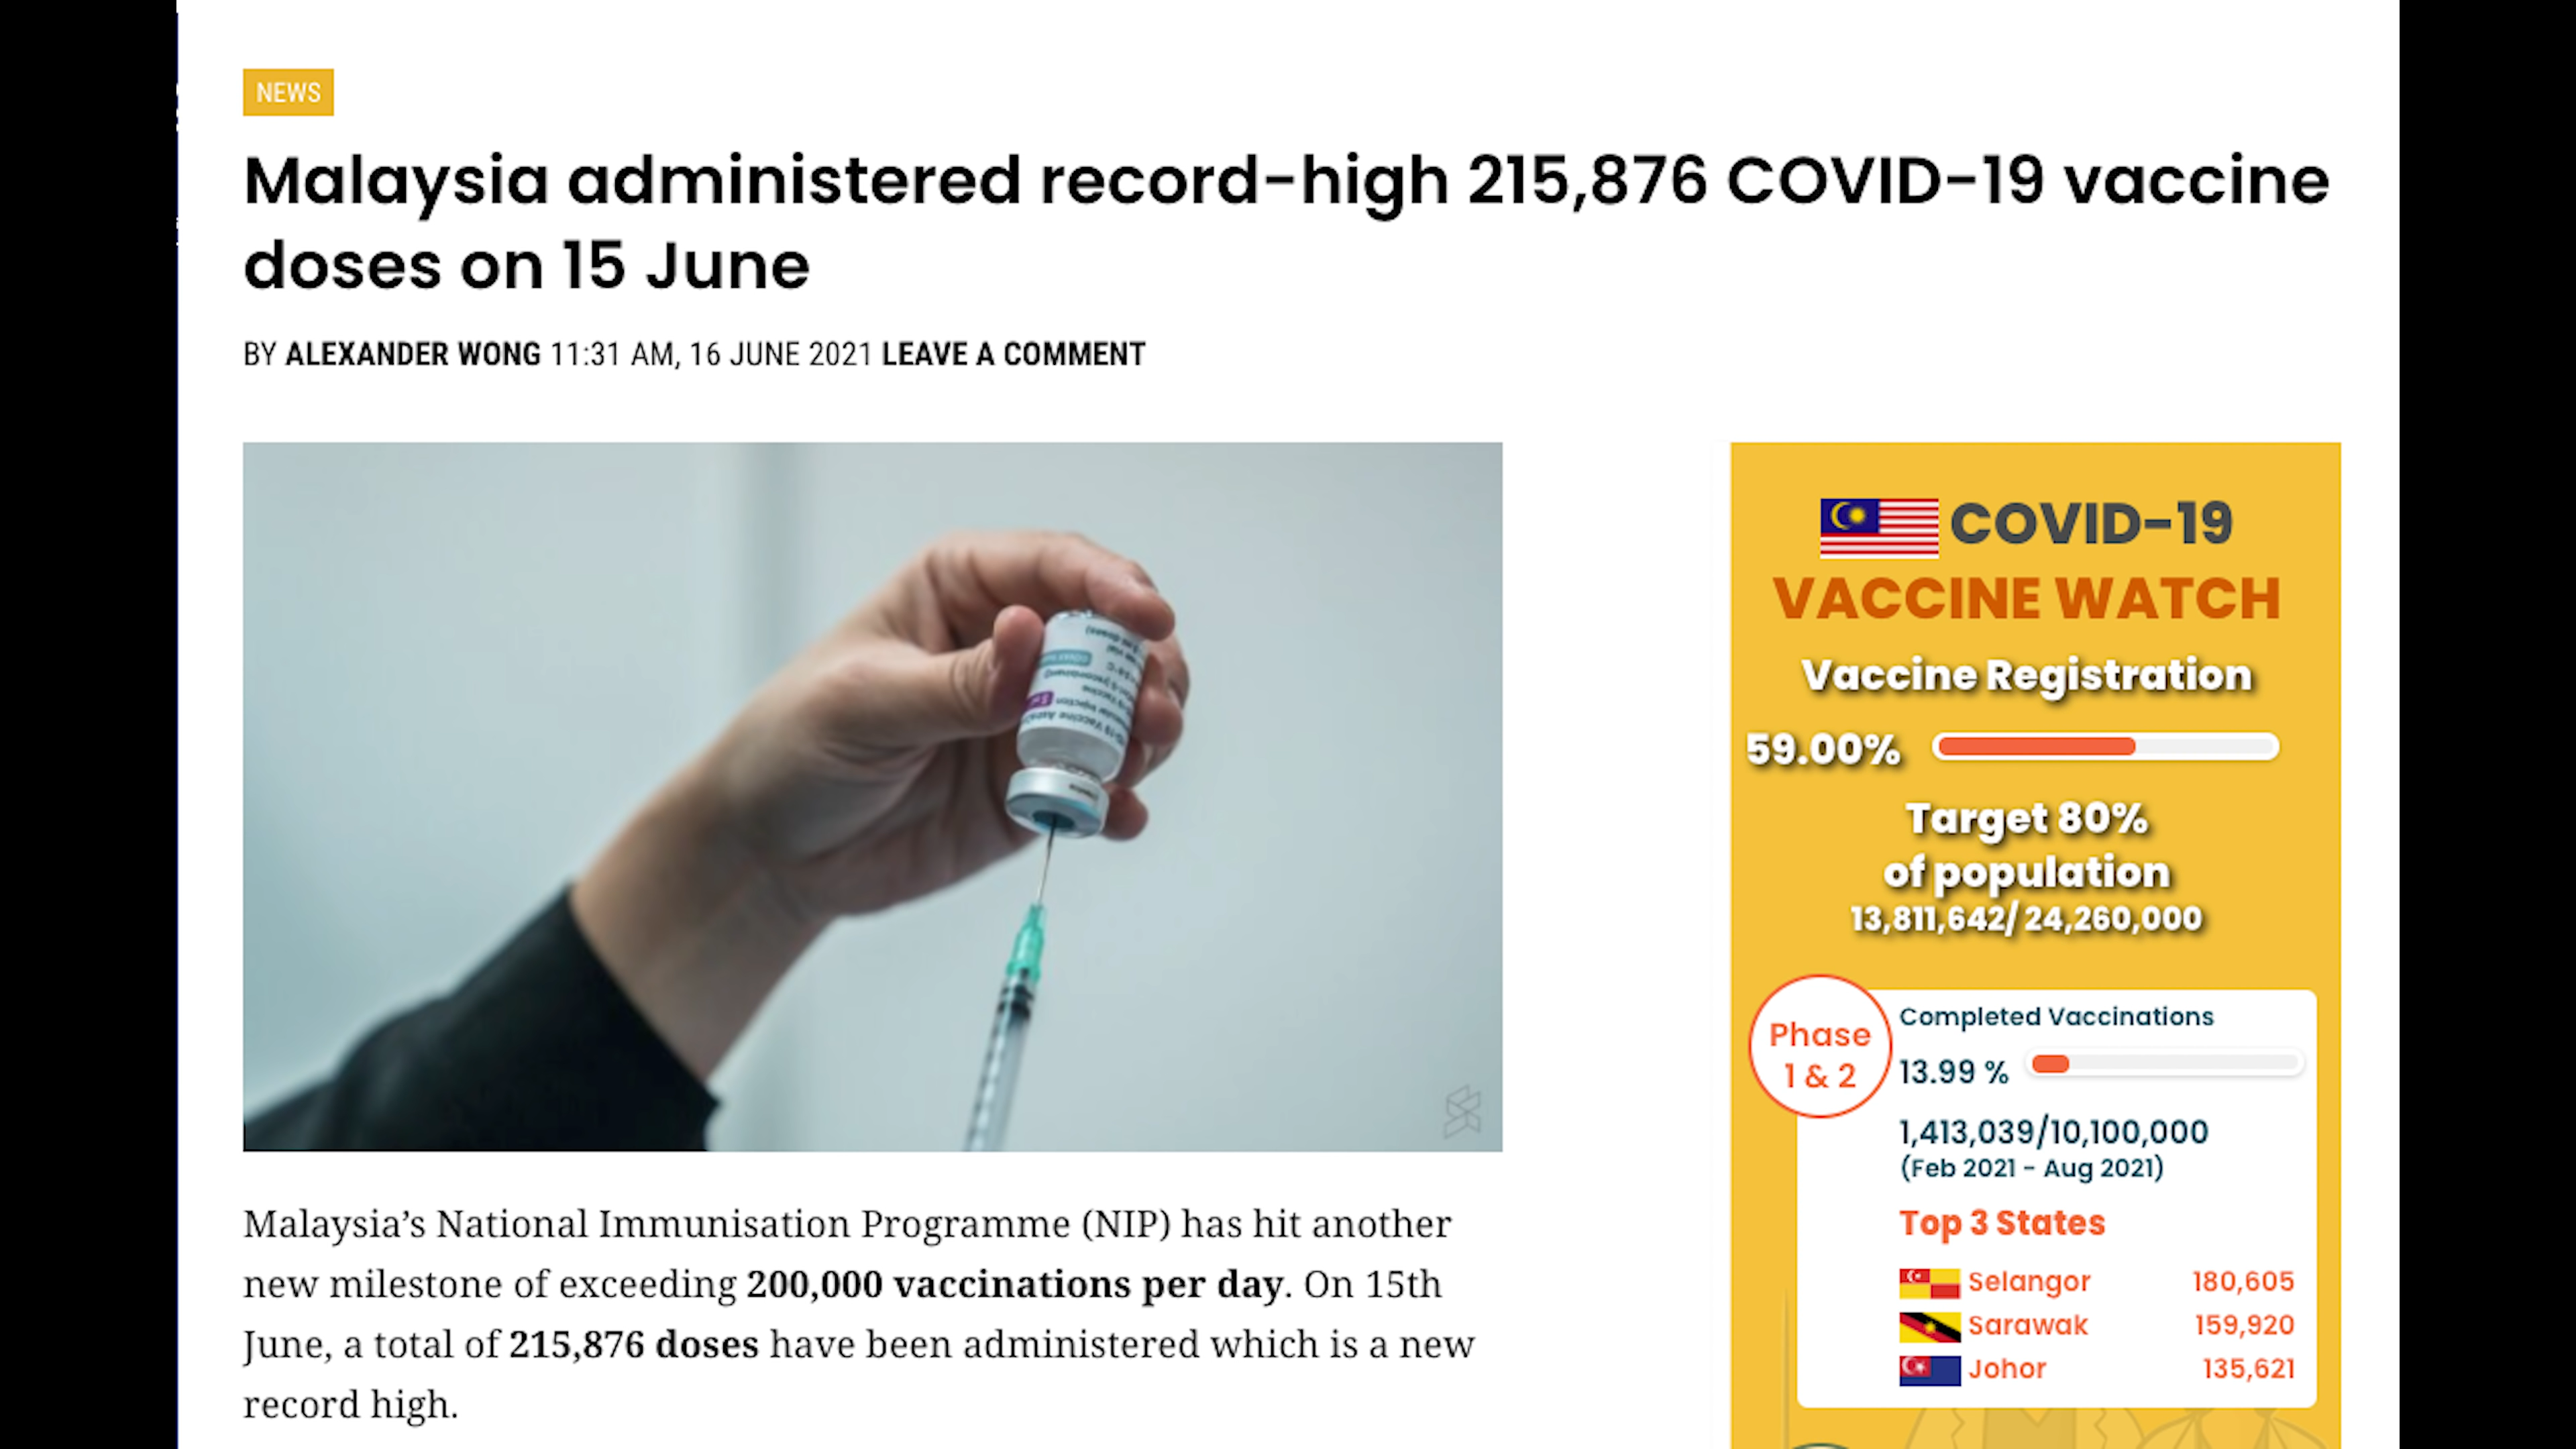 NEWS
Malaysia administered record-high 215,876 COVID-19 vaccine
doses on 15 June
BY ALEXANDER WONG 11:31 AM, 16 JUNE 2021 LEAVE A COMMENT
COVID-19
VACCINE WATCH
Vaccine Registration
59.00%
Target 80%
of population
13,811,642/24,260,000
Phase
1 & 2
Completed Vaccinations
13.99 %
1,413,039/10,100,000
(Feb 2021 - Aug 2021)
Top 3 States
Selangor 180,605
Sarawak 159,920
Johor 135,621
Malaysia’s National Immunisation Programme (NIP) has hit another
new milestone of exceeding 200,000 vaccinations per day. On 15th
June, a total of 215,876 doses have been administered which is a new
record high.